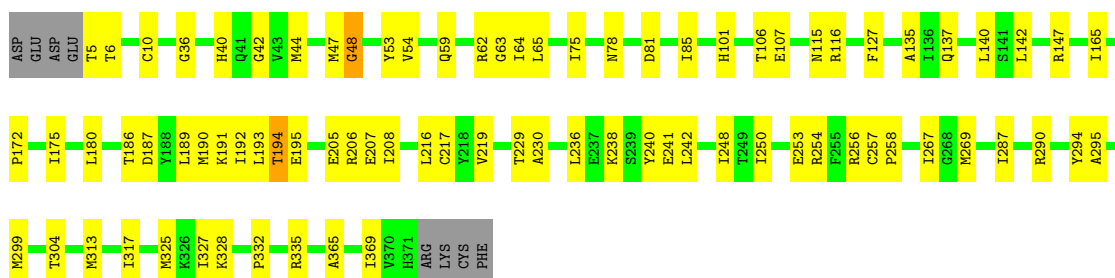 ASP GLU ASP GLU T5 T6 C10 G36 H40 Q41 G42 V43 M44 M47 G48 Y53 V54 Q59 R62 G63 I64 L65 I75 N78 D81 I85 H101 T106 E107 N115 R116 F127 A135 I136 Q137 L140 S141 L142 R147 I165
P172 I175 L180 T186 D187 Y188 L189 M190 K191 I192 L193 T194 E195 E205 R206 E207 I208 L216 C217 Y218 V219 T229 A230 L236 E237 K238 S239 Y240 E241 L242 I248 T249 I250 E253 R254 F255 R256 C257 P258 I267 G268 M269 I287 R290 Y294 A295
M299 T304 M313 I317 M325 K326 I327 K328 P332 R335 A365 I369 V370 H371 ARG LYS CYS PHE